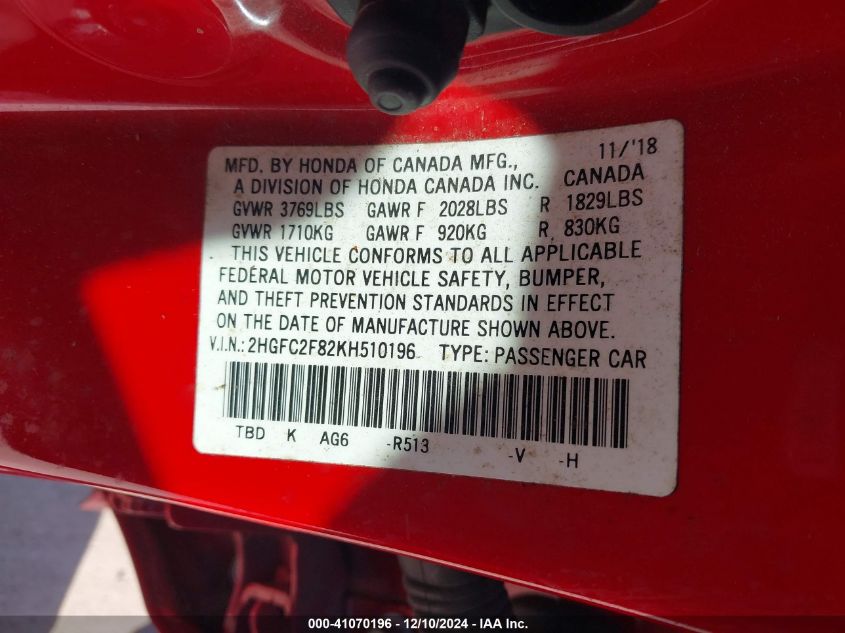 11/'18
MFD. BY HONDA OF CANADA MFG.,
A DIVISION OF HONDA CANADA INC. CANADA
GVWR 3769LBS GAWR F 2028LBS R 1829LBS
GVWR 1710KG GAWR F 920KG R 830KG
THIS VEHICLE CONFORMS TO ALL APPLICABLE
FEDERAL MOTOR VEHICLE SAFETY, BUMPER,
AND THEFT PREVENTION STANDARDS IN EFFECT
ON THE DATE OF MANUFACTURE SHOWN ABOVE.
V.I.N.: 2HGFC2F82KH510196 TYPE: PASSENGER CAR
TBD K AG6 -R513 -V -H
000-41070196 - 12/10/2024 - IAA Inc.